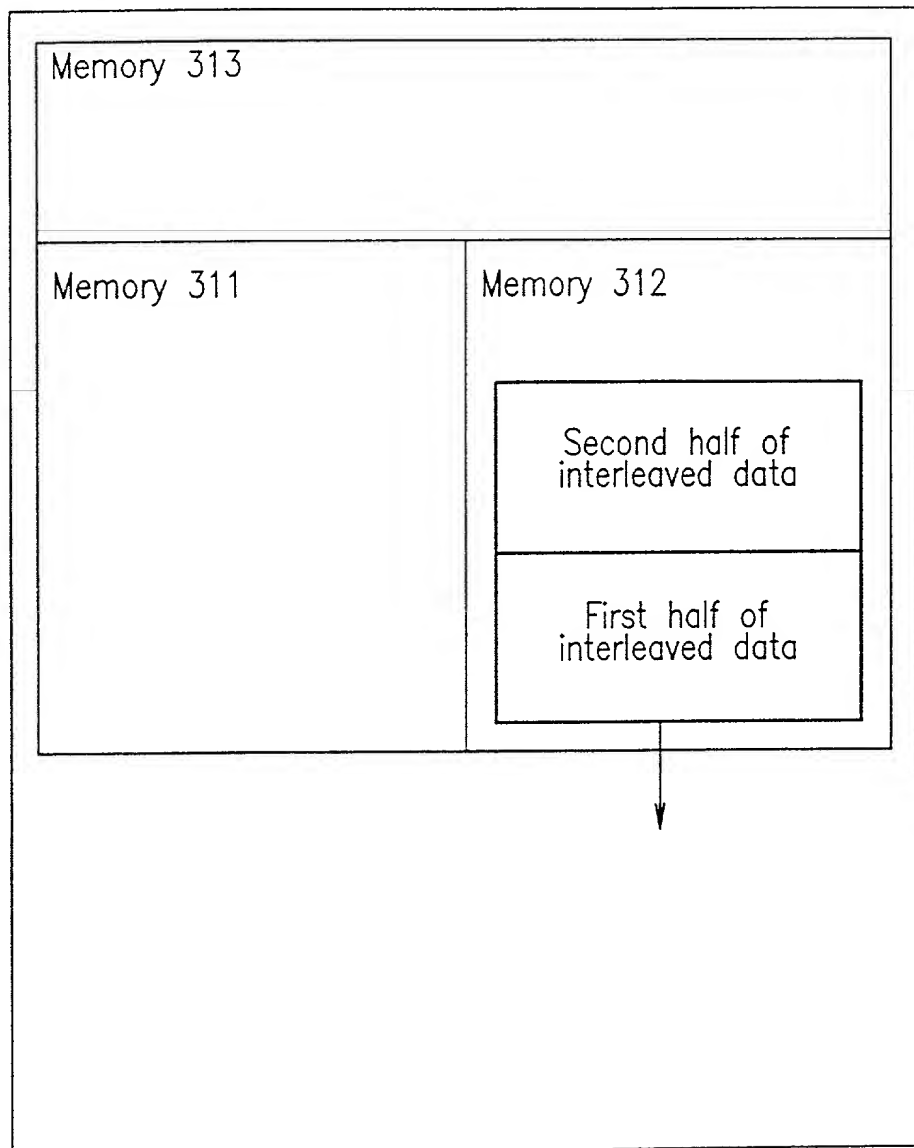 Memory 313
Memory 311
Memory 312
Second half of
interleaved data
First half of
interleaved data